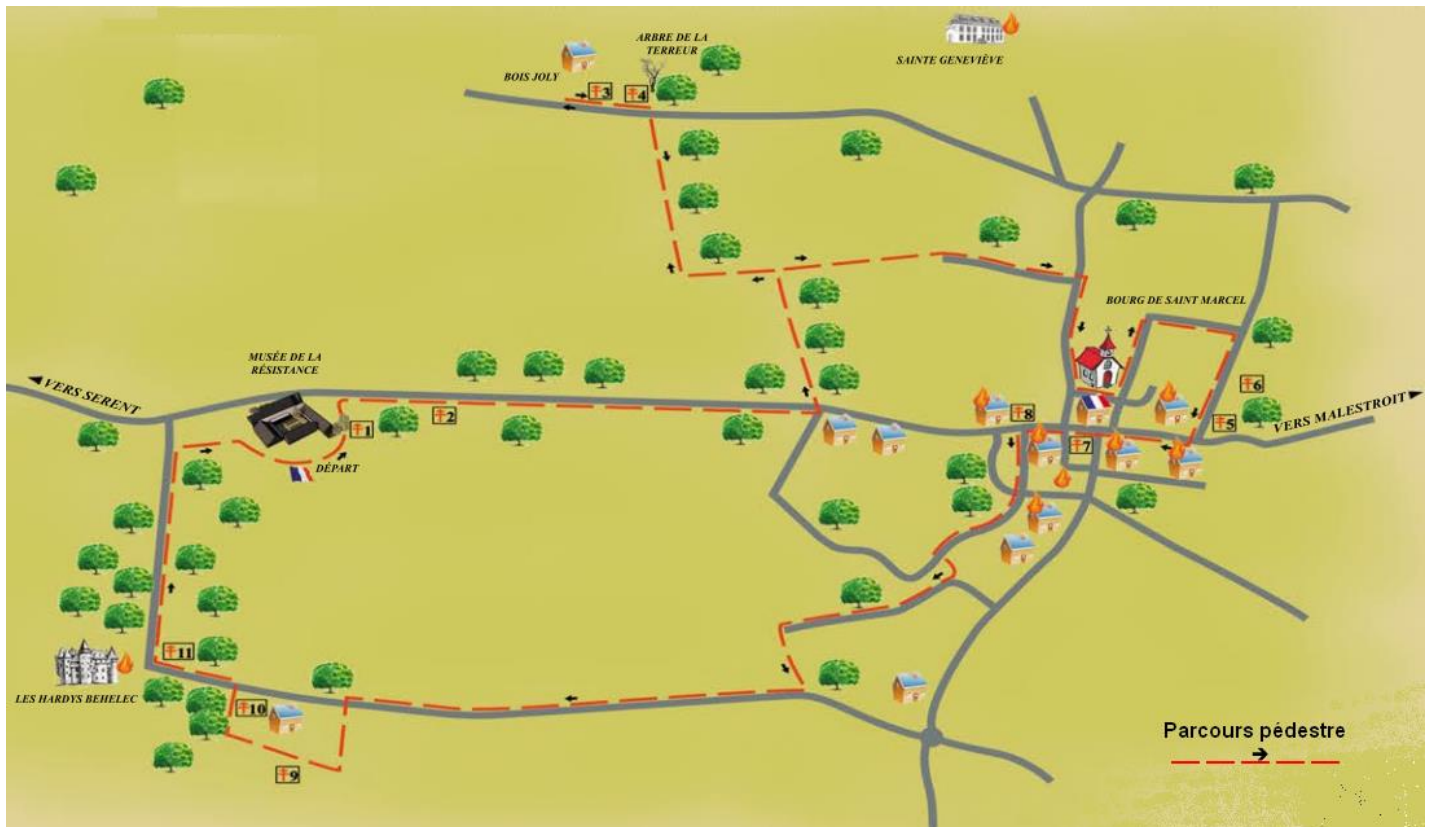 ARBRE DE LA
TERREUR
SAINTE GENEVIÈVE
BOIS JOLY
3
4
BOURG DE SAINT MARCEL
MUSÉE DE LA
RÉSISTANCE
VERS SERENT
6
VERS MALESTROIT
1
2
8
5
7
DÉPART
11
LES HARDYS BEHELEC
10
9
Parcours pédestre